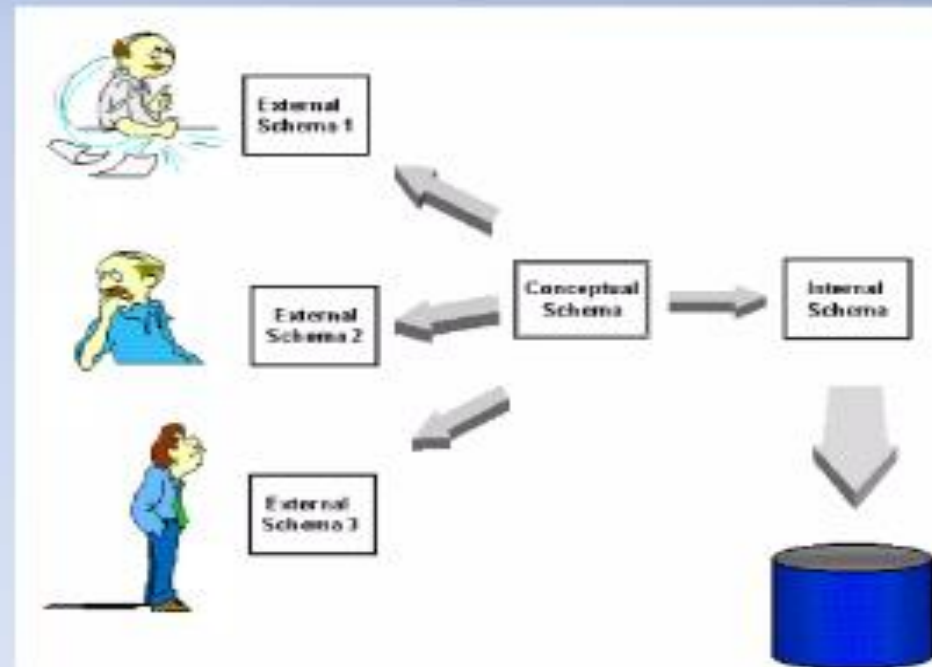 External
Schema 1
External
Schema 2
Conceptual
Schema
Internal
Schema
External
Schema 3